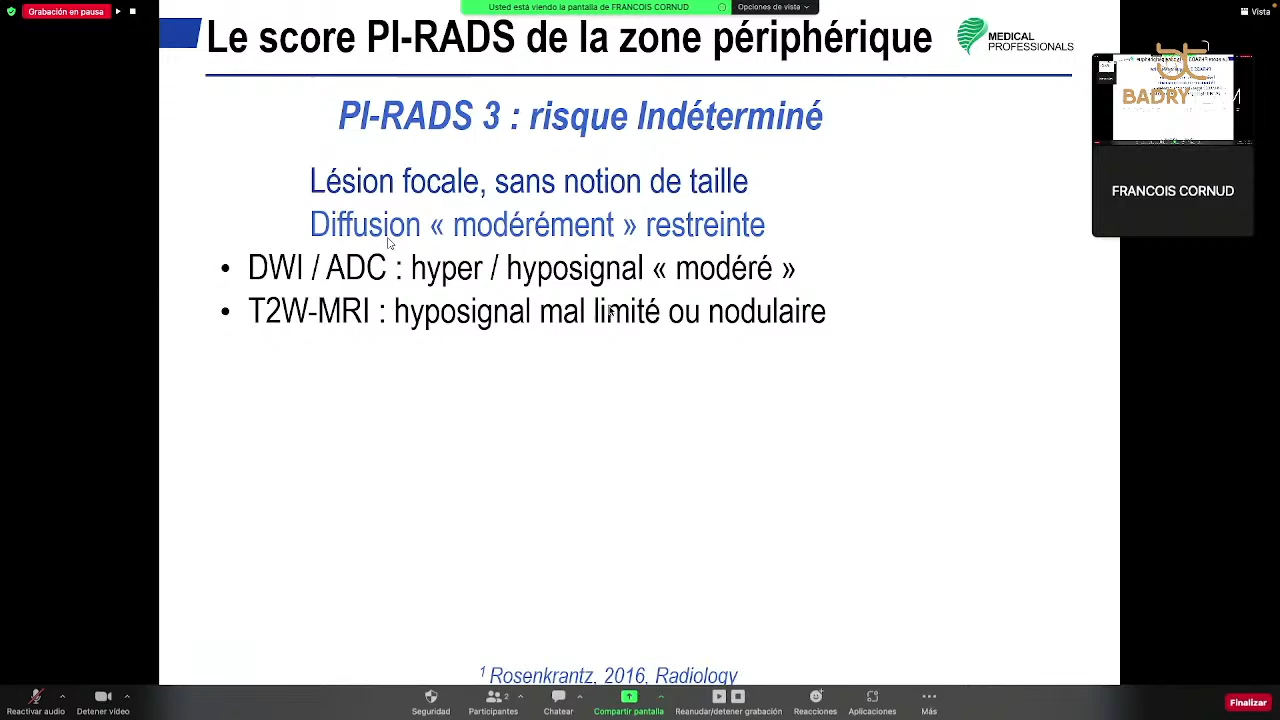 Usted está viendo la pantalla de FRANCOIS CORNUD
Opciones de vista
Grabación en pausa
Vista
Le score PI-RADS de la zone périphérique
MEDICAL
PROFESSIONALS
BADRY
PI-RADS 3 : risque Indéterminé
FRANCOIS CORNUD
Lésion focale, sans notion de taille
Diffusion « modérément » restreinte
• DWI / ADC : hyper / hyposignal « modéré »
• T2W-MRI : hyposignal mal limité ou nodulaire
1 Rosenkrantz, 2016, Radiology
Reactivar audio
Detener vídeo
Seguridad
Participantes
2
Chatear
Compartir pantalla
Reanudar/detener grabación
Reacciones
Aplicaciones
Más
Finalizar